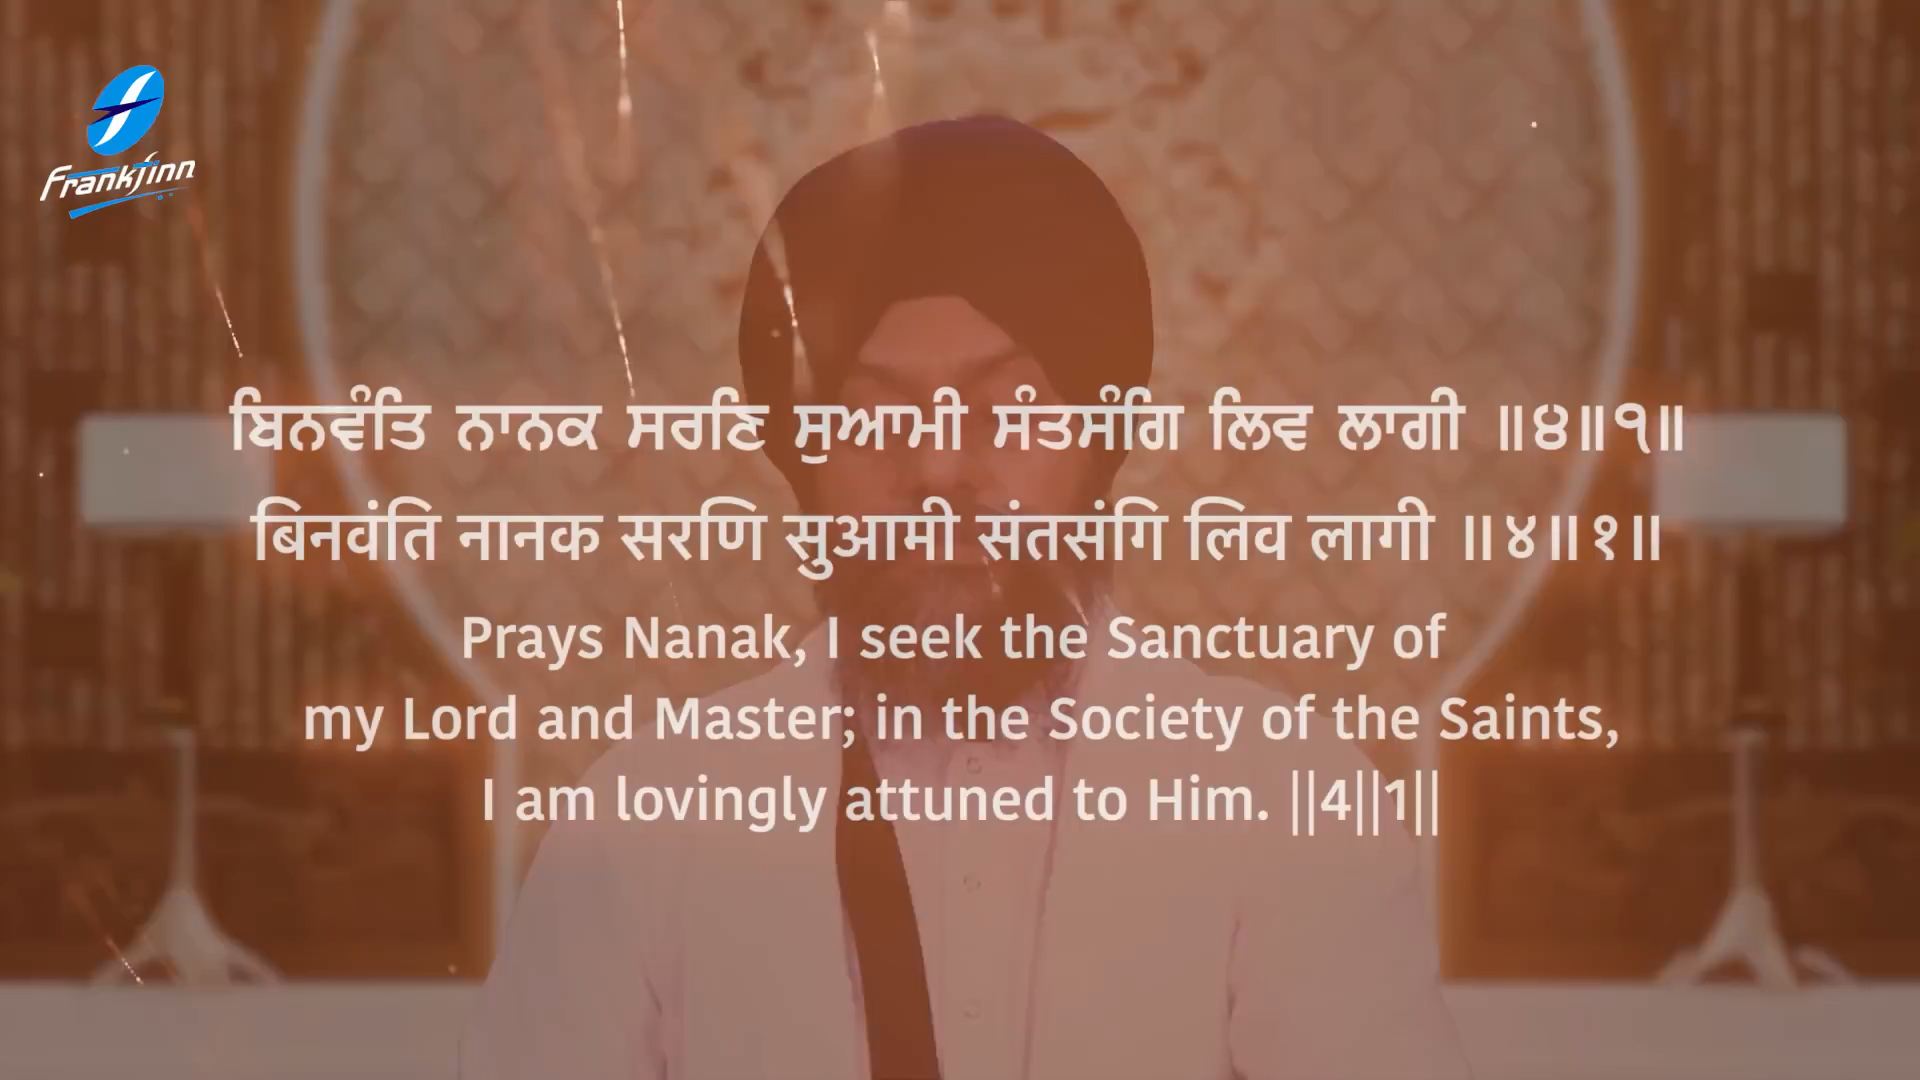 Frankfinn
ਬਿਨਵੰਤਿ ਨਾਨਕ ਸਰਣਿ ਸੁਆਮੀ ਸੰਤਸੰਗਿ ਲਿਵ ਲਾਗੀ ॥੪॥੧॥
बिनवंति नानक सरणि सुआमी संतसंगि लिव लागी ॥४॥१॥
Prays Nanak, I seek the Sanctuary of
my Lord and Master; in the Society of the Saints,
I am lovingly attuned to Him. ||4||1||